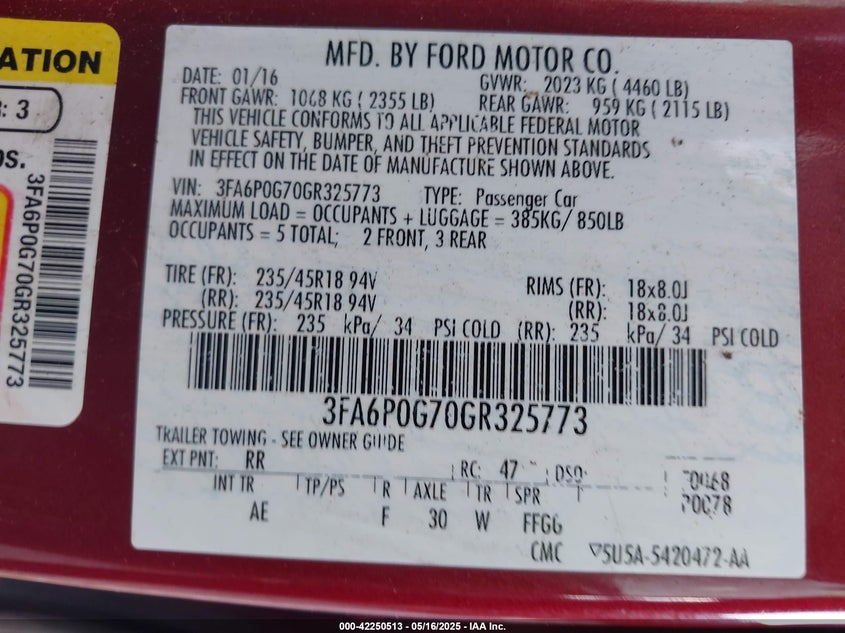 ATION
: 3
OS.
3FA6P0G70GR325773
MFD. BY FORD MOTOR CO.
DATE: 01/16 GVWR: 2023 KG ( 4460 LB)
FRONT GAWR: 1068 KG ( 2355 LB) REAR GAWR: 959 KG ( 2115 LB)
THIS VEHICLE CONFORMS TO ALL APPLICABLE FEDERAL MOTOR
VEHICLE SAFETY, BUMPER, AND THEFT PREVENTION STANDARDS
IN EFFECT ON THE DATE OF MANUFACTURE SHOWN ABOVE.
VIN: 3FA6P0G70GR325773 TYPE: Passenger Car
MAXIMUM LOAD = OCCUPANTS + LUGGAGE = 385KG/ 850LB
OCCUPANTS = 5 TOTAL; 2 FRONT, 3 REAR
TIRE (FR): 235/45R18 94V RIMS (FR): 18x8.0J
(RR): 235/45R18 94V (RR): 18x8.0J
PRESSURE (FR): 235 kPa/ 34 PSI COLD (RR): 235 kPa/ 34 PSI COLD
3FA6P0G70GR325773
TRAILER TOWING - SEE OWNER GUIDE
EXT PNT: RR RC: 47 DSO:
INT TR TP/PS R AXLE TR SPR
AE F 30 W FFGG
CMC ▽5U5A-5420472-AA
000-42250513 - 05/16/2025 - IAA Inc.